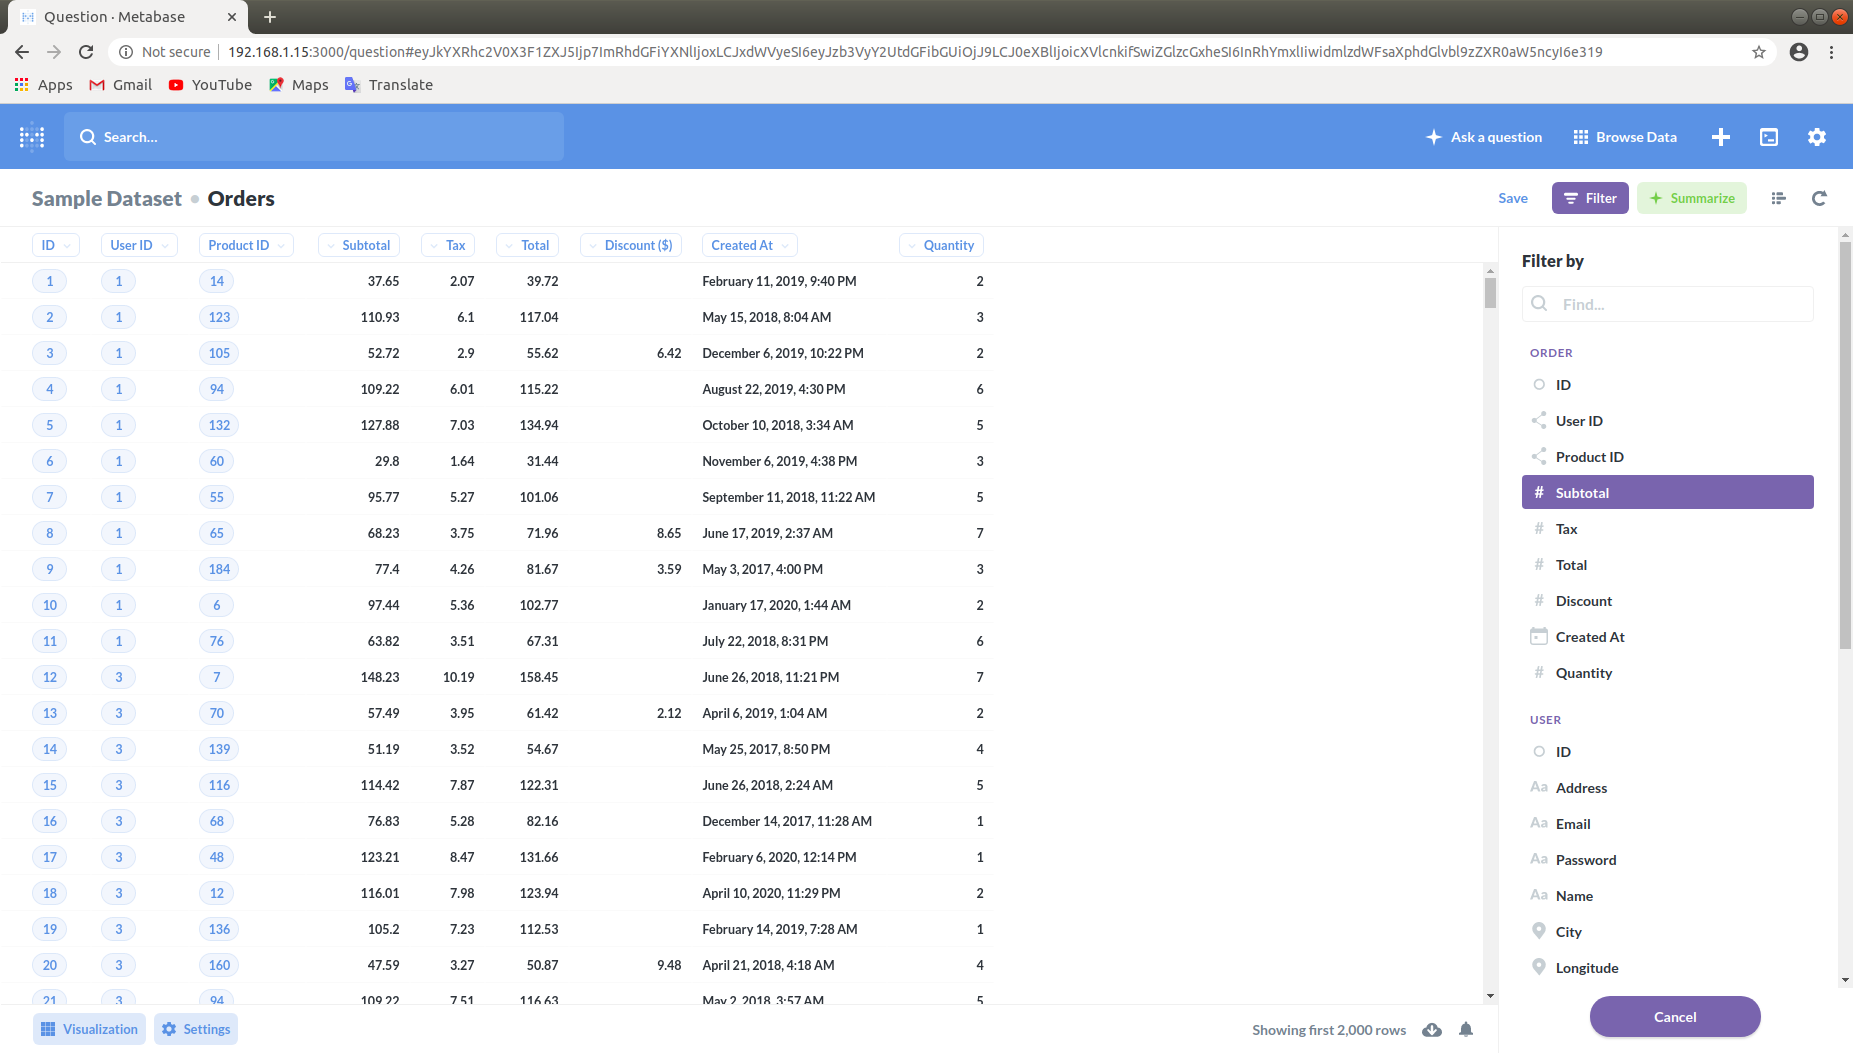 Question · Metabase
Not secure 192.168.1.15:3000/question#eyJkYXRhc2V0X3F1ZXJ5Ijp7ImRhdGFiYXNlIjoxLCJxdWVyeSI6eyJzb3VyY2UtdGFibGUiOjJ9LCJ0eXBlIjoicXVlcnkifSwiZGlzcGxheSI6InRhYmxlIiwidmlzdWFsaXphdGlvbl9zZXR0aW5ncyI6e319
Apps Gmail YouTube Maps Translate
Search... Ask a question Browse Data
Sample Dataset • Orders Save Filter Summarize
ID User ID Product ID Subtotal Tax Total Discount ($) Created At Quantity
1 1 14 37.65 2.07 39.72 February 11, 2019, 9:40 PM 2
2 1 123 110.93 6.1 117.04 May 15, 2018, 8:04 AM 3
3 1 105 52.72 2.9 55.62 6.42 December 6, 2019, 10:22 PM 2
4 1 94 109.22 6.01 115.22 August 22, 2019, 4:30 PM 6
5 1 132 127.88 7.03 134.94 October 10, 2018, 3:34 AM 5
6 1 60 29.8 1.64 31.44 November 6, 2019, 4:38 PM 3
7 1 55 95.77 5.27 101.06 September 11, 2018, 11:22 AM 5
8 1 65 68.23 3.75 71.96 8.65 June 17, 2019, 2:37 AM 7
9 1 184 77.4 4.26 81.67 3.59 May 3, 2017, 4:00 PM 3
10 1 6 97.44 5.36 102.77 January 17, 2020, 1:44 AM 2
11 1 76 63.82 3.51 67.31 July 22, 2018, 8:31 PM 6
12 3 7 148.23 10.19 158.45 June 26, 2018, 11:21 PM 7
13 3 70 57.49 3.95 61.42 2.12 April 6, 2019, 1:04 AM 2
14 3 139 51.19 3.52 54.67 May 25, 2017, 8:50 PM 4
15 3 116 114.42 7.87 122.31 June 26, 2018, 2:24 AM 5
16 3 68 76.83 5.28 82.16 December 14, 2017, 11:28 AM 1
17 3 48 123.21 8.47 131.66 February 6, 2020, 12:14 PM 1
18 3 12 116.01 7.98 123.94 April 10, 2020, 11:29 PM 2
19 3 136 105.2 7.23 112.53 February 14, 2019, 7:28 AM 1
20 3 160 47.59 3.27 50.87 9.48 April 21, 2018, 4:18 AM 4
21 3 94 109.22 7.51 116.63 May 2, 2018, 3:57 AM 5
Visualization Settings Showing first 2,000 rows
Filter by
Find...
ORDER
ID
User ID
Product ID
# Subtotal
# Tax
# Total
# Discount
Created At
# Quantity
USER
ID
Aa Address
Aa Email
Aa Password
Aa Name
City
Longitude
Cancel